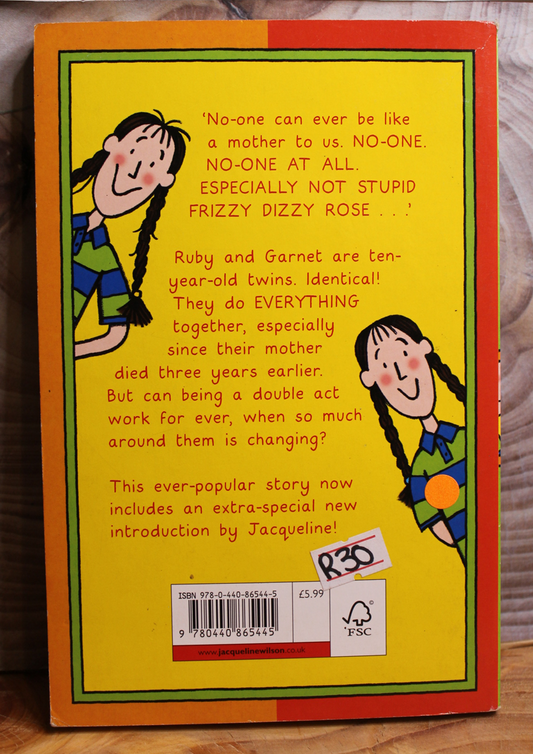 ‘No-one can ever be like
a mother to us. NO-ONE.
NO-ONE AT ALL.
ESPECIALLY NOT STUPID
FRIZZY DIZZY ROSE . . .’
Ruby and Garnet are ten-
year-old twins. Identical!
They do EVERYTHING
together, especially
since their mother
died three years earlier.
But can being a double act
work for ever, when so much
around them is changing?
This ever-popular story now
includes an extra-special new
introduction by Jacqueline!
R30
ISBN 978-0-440-86544-5
£5.99
9 780440 865445
FSC
www.jacquelinewilson.co.uk